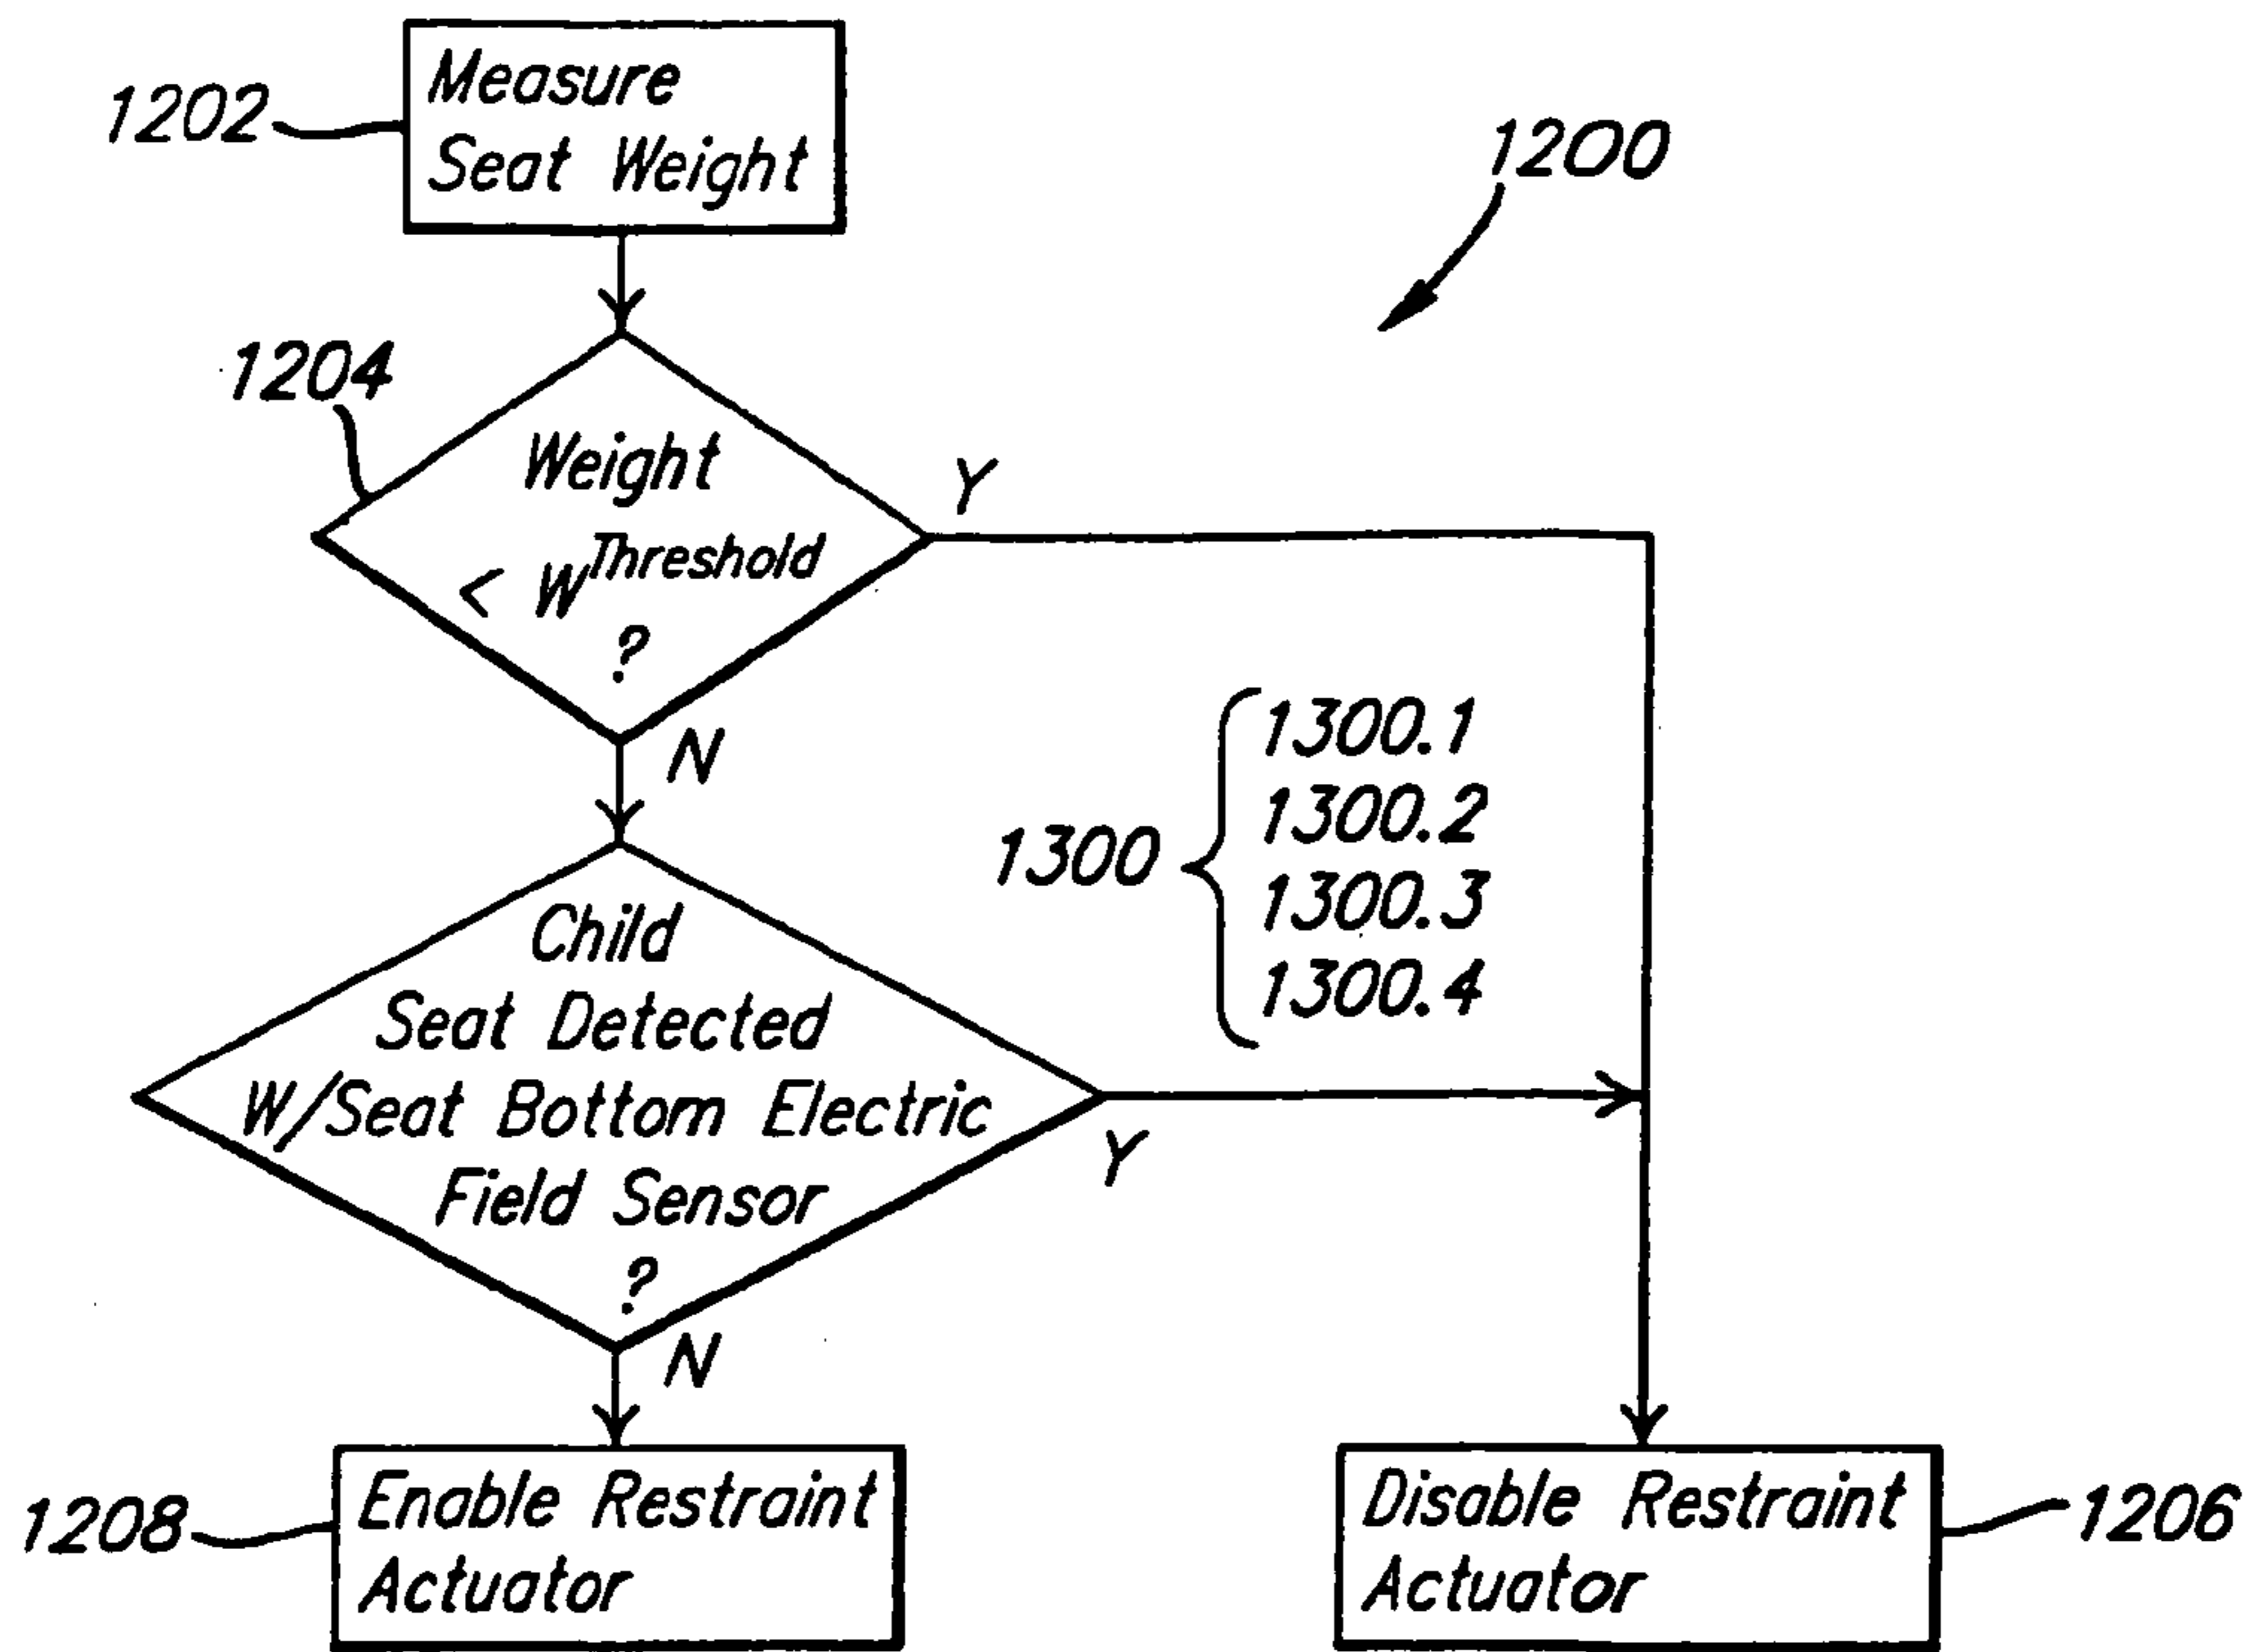 Measure
Seat Weight
1202
1200
1204
Weight
< W^Threshold
?
Y
N
1300
1300.1
1300.2
1300.3
1300.4
Child
Seat Detected
W/Seat Bottom Electric
Field Sensor
?
Y
N
Enable Restraint
Actuator
1208
Disable Restraint
Actuator
1206